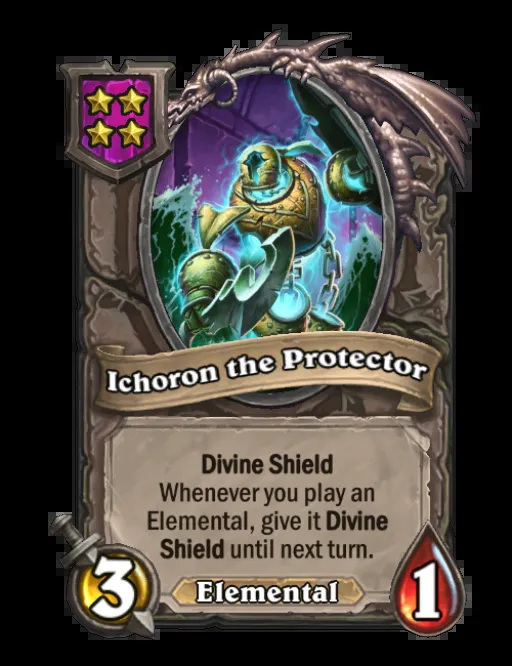 Ichoron the Protector
Divine Shield
Whenever you play an
Elemental, give it Divine
Shield until next turn.
3
Elemental
1